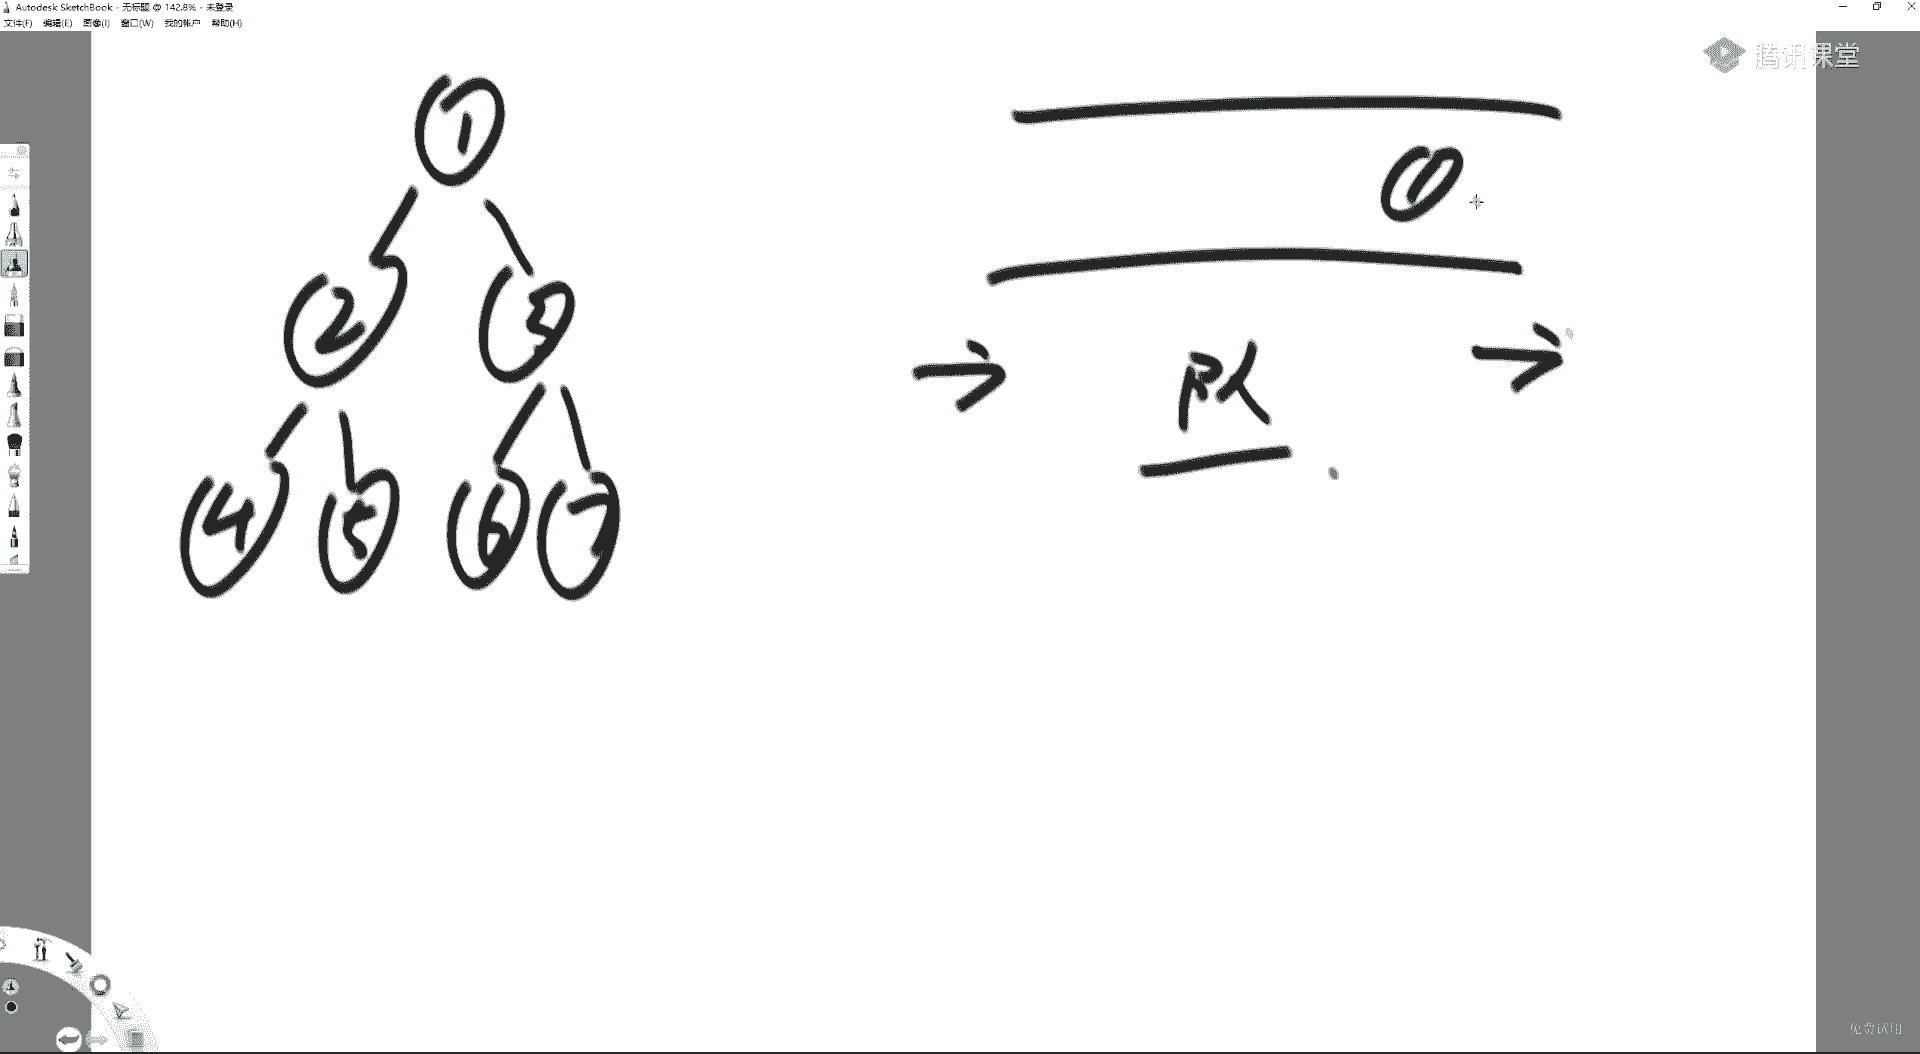 Autodesk SketchBook - 无标题 @ 142.8% - 未登录
文件(F) 编辑(E) 图像(I) 窗口(W) 我的帐户 帮助(H)
腾讯课堂
1
1
2 3
队
4 5 6 7
免费试用